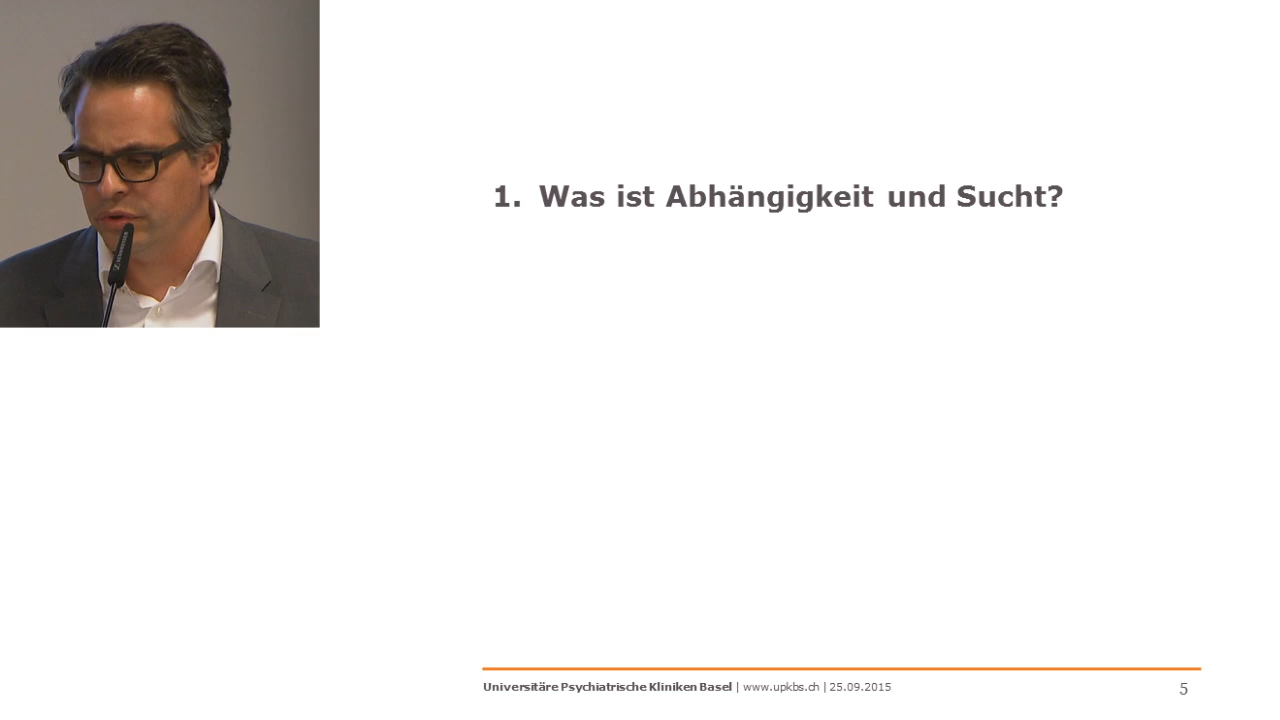 1. Was ist Abhängigkeit und Sucht?
Universitäre Psychiatrische Kliniken Basel | www.upkbs.ch | 25.09.2015
5